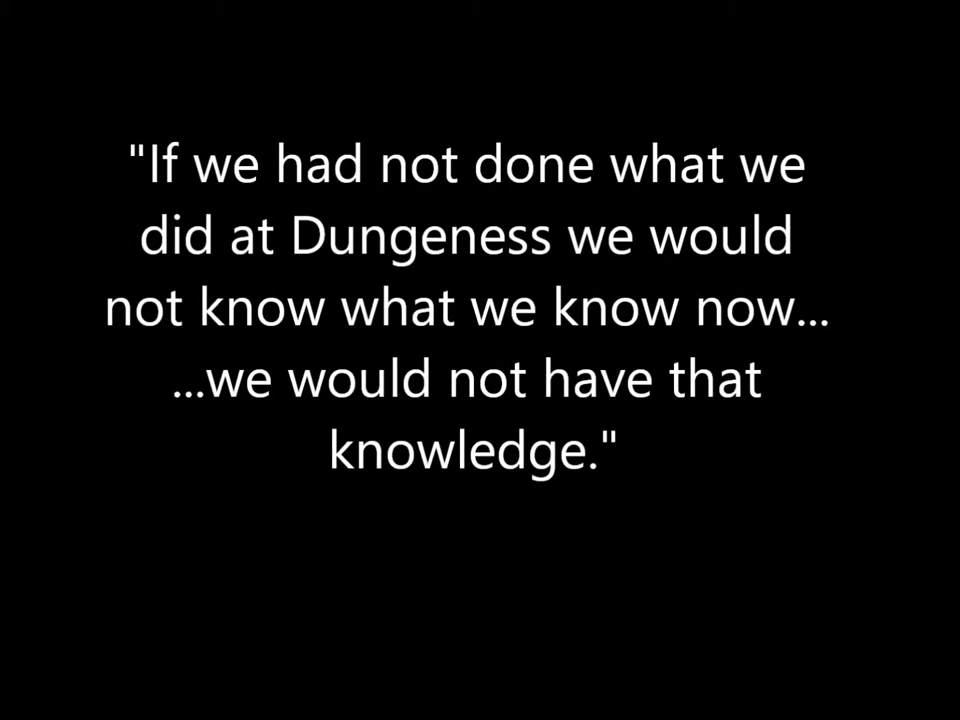 "If we had not done what we
did at Dungeness we would
not know what we know now...
...we would not have that
knowledge."